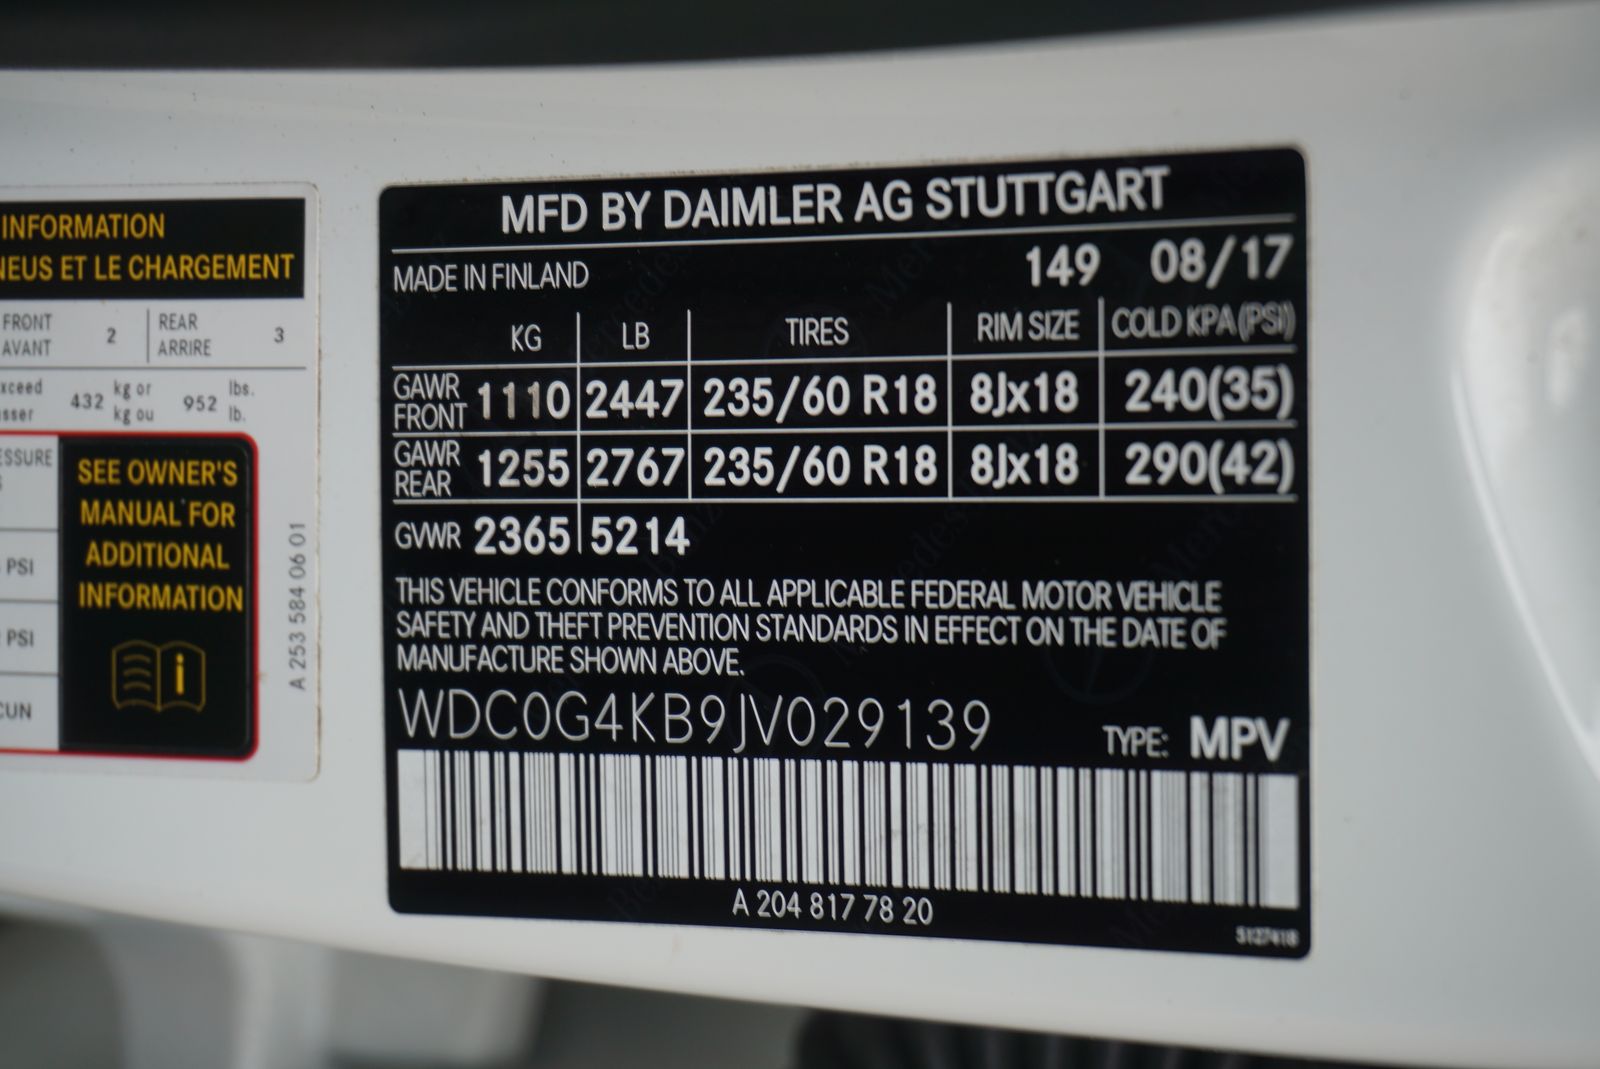 INFORMATION
NEUS ET LE CHARGEMENT
FRONT 2 REAR 3
AVANT ARRIRE
xceed 432 kg or 952 lbs.
sser kg ou lb.
ESSURE
PSI
PSI
CUN
SEE OWNER'S
MANUAL FOR
ADDITIONAL
INFORMATION
i
A 253 584 06 01
MFD BY DAIMLER AG STUTTGART
MADE IN FINLAND 149 08/17
KG LB TIRES RIM SIZE COLD KPA(PSI)
GAWR FRONT 1110 2447 235/60 R18 8Jx18 240(35)
GAWR REAR 1255 2767 235/60 R18 8Jx18 290(42)
GVWR 2365 5214
THIS VEHICLE CONFORMS TO ALL APPLICABLE FEDERAL MOTOR VEHICLE
SAFETY AND THEFT PREVENTION STANDARDS IN EFFECT ON THE DATE OF
MANUFACTURE SHOWN ABOVE.
WDC0G4KB9JV029139 TYPE: MPV
A 204 817 78 20